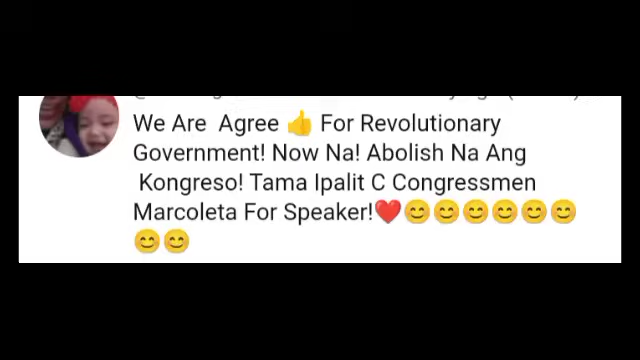 We Are Agree 👍 For Revolutionary
Government! Now Na! Abolish Na Ang
Kongreso! Tama Ipalit C Congressmen
Marcoleta For Speaker!❤️😊😊😊😊😊😊
😊😊